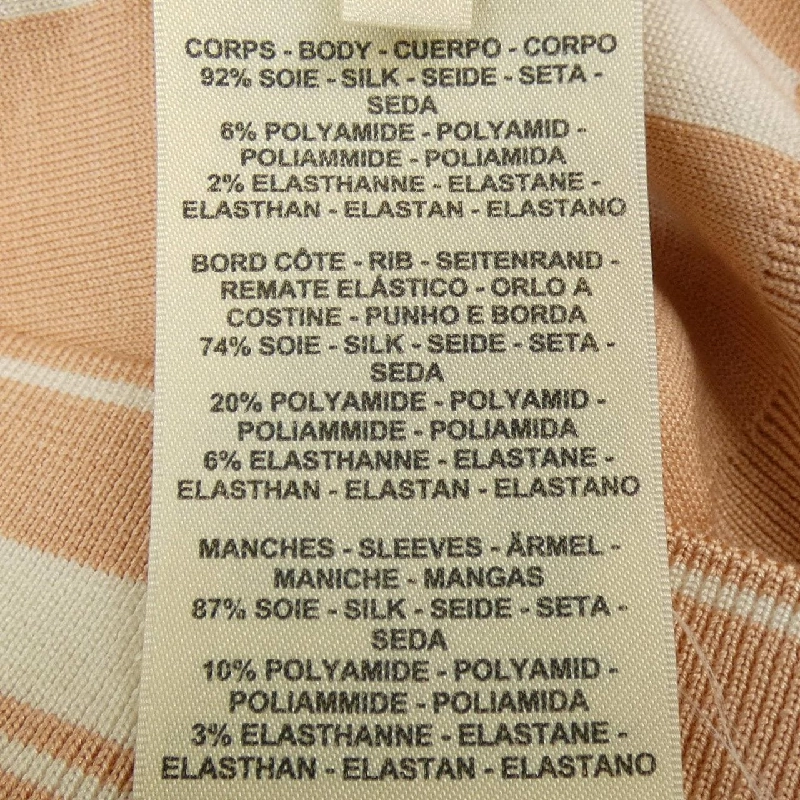 CORPS - BODY - CUERPO - CORPO
92% SOIE - SILK - SEIDE - SETA -
SEDA
6% POLYAMIDE - POLYAMID -
POLIAMMIDE - POLIAMIDA
2% ELASTHANNE - ELASTANE -
ELASTHAN - ELASTAN - ELASTANO
BORD CÔTE - RIB - SEITENRAND -
REMATE ELÁSTICO - ORLO A
COSTINE - PUNHO E BORDA
74% SOIE - SILK - SEIDE - SETA -
SEDA
20% POLYAMIDE - POLYAMID -
POLIAMMIDE - POLIAMIDA
6% ELASTHANNE - ELASTANE -
ELASTHAN - ELASTAN - ELASTANO
MANCHES - SLEEVES - ÄRMEL -
MANICHE - MANGAS
87% SOIE - SILK - SEIDE - SETA -
SEDA
10% POLYAMIDE - POLYAMID -
POLIAMMIDE - POLIAMIDA
3% ELASTHANNE - ELASTANE -
ELASTHAN - ELASTAN - ELASTANO